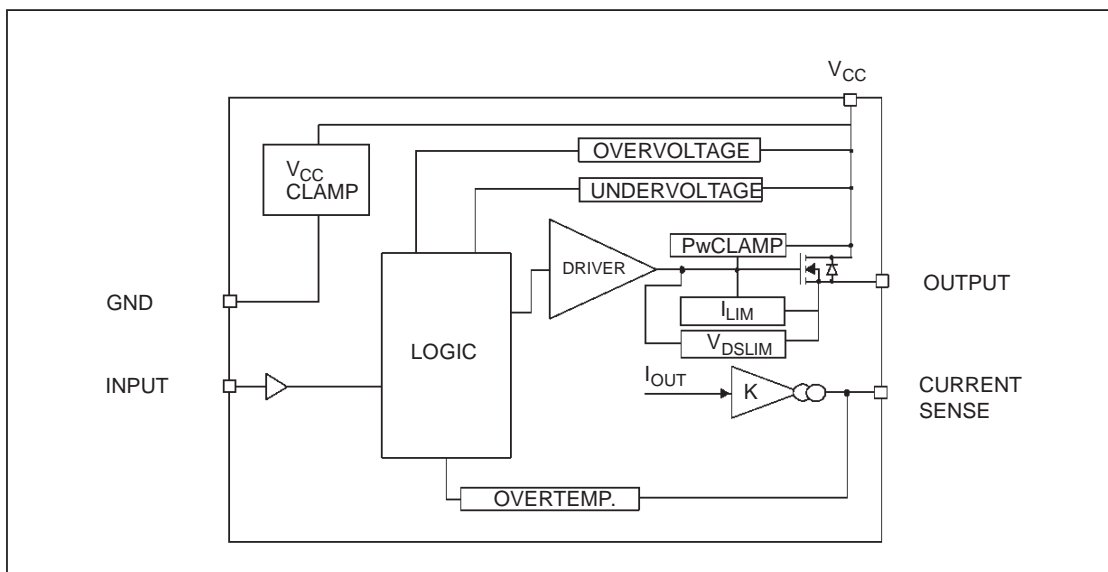 VCC
OVERVOLTAGE
VCC
CLAMP
UNDERVOLTAGE
PwCLAMP
DRIVER
OUTPUT
GND
ILIM
LOGIC
VDSLIM
INPUT
IOUT
K
CURRENT
SENSE
OVERTEMP.